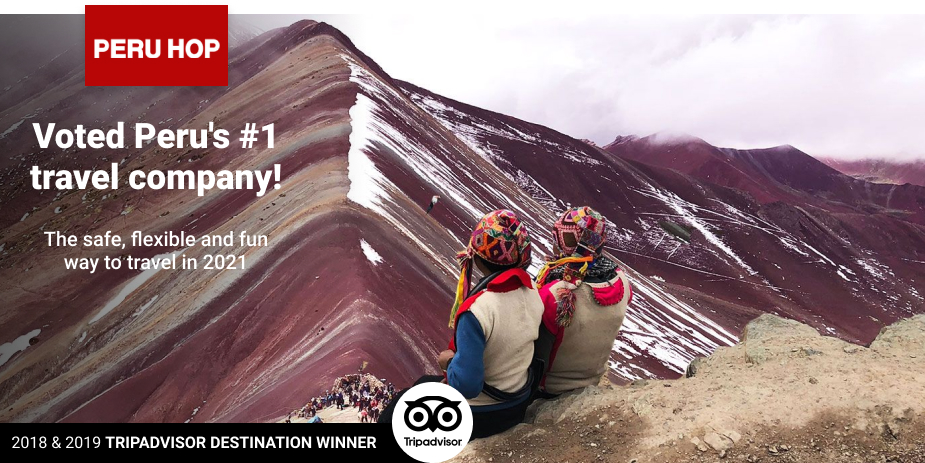 PERU HOP
Voted Peru's #1
travel company!
The safe, flexible and fun
way to travel in 2021
2018 & 2019 TRIPADVISOR DESTINATION WINNER
Tripadvisor